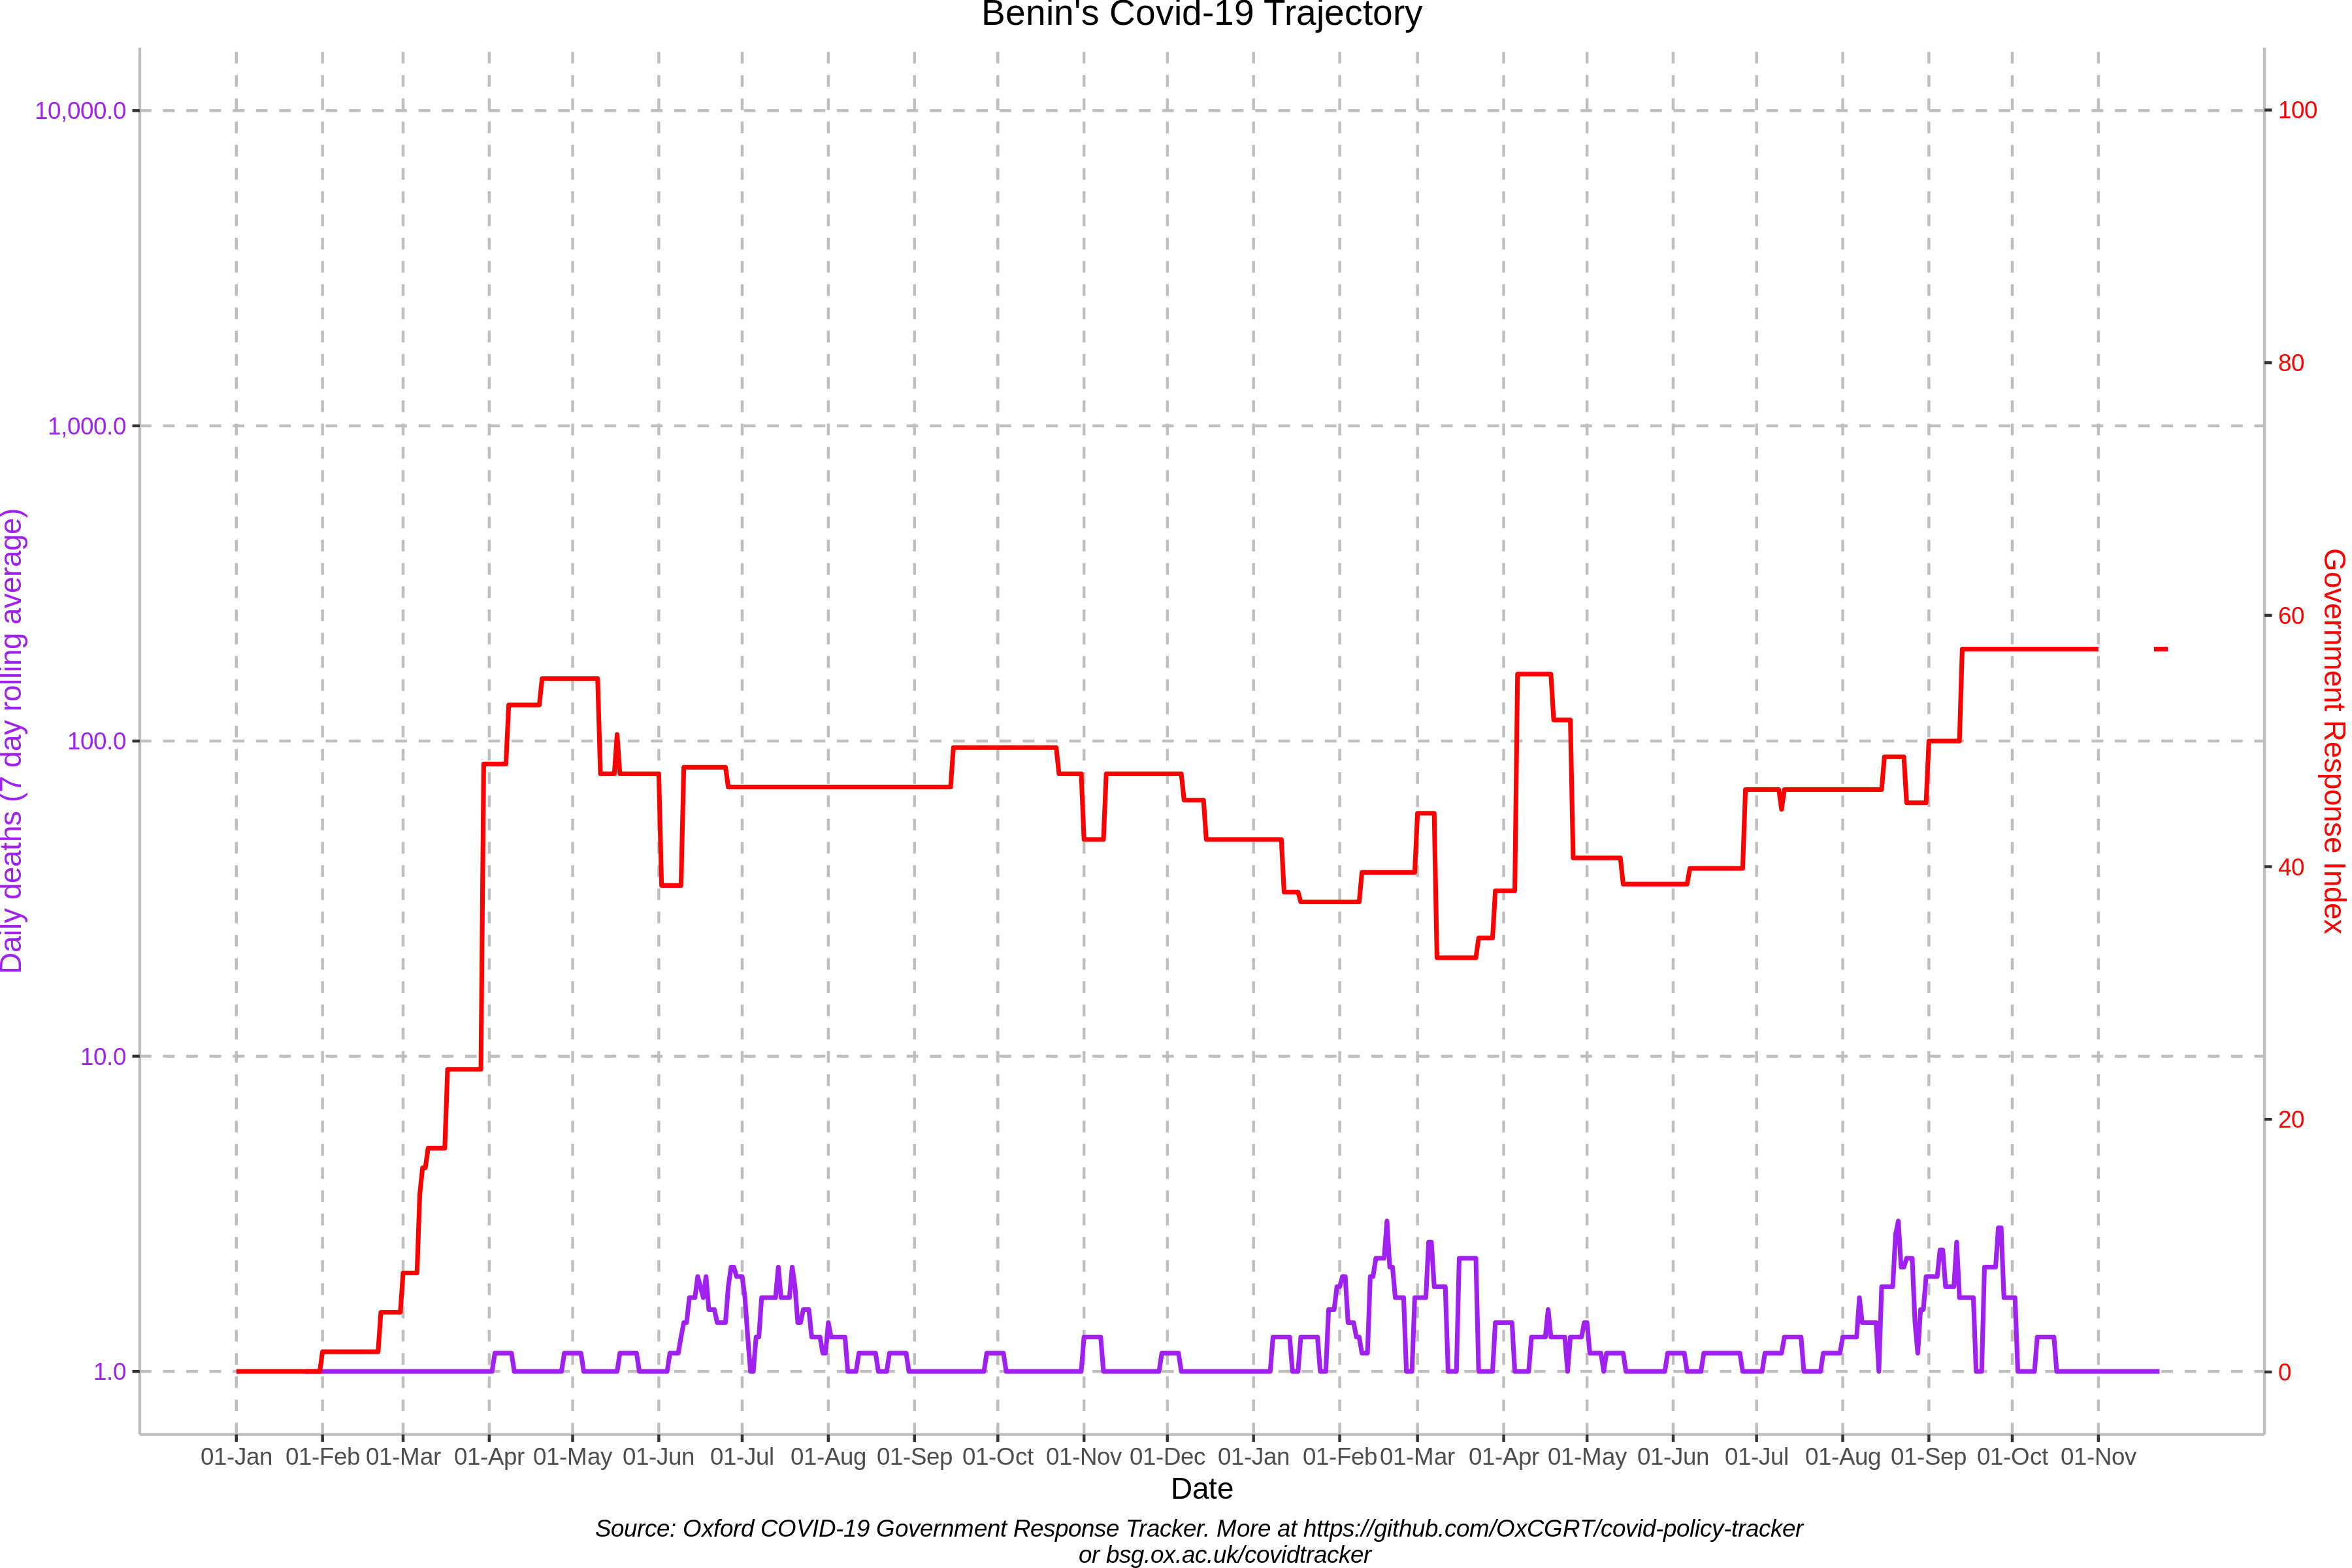 Benin's Covid-19 Trajectory
10,000.0
1,000.0
100.0
10.0
1.0
Daily deaths (7 day rolling average)
100
80
60
40
20
0
Government Response Index
01-Jan 01-Feb 01-Mar 01-Apr 01-May 01-Jun 01-Jul 01-Aug 01-Sep 01-Oct 01-Nov 01-Dec 01-Jan 01-Feb 01-Mar 01-Apr 01-May 01-Jun 01-Jul 01-Aug 01-Sep 01-Oct 01-Nov
Date
Source: Oxford COVID-19 Government Response Tracker. More at https://github.com/OxCGRT/covid-policy-tracker
or bsg.ox.ac.uk/covidtracker